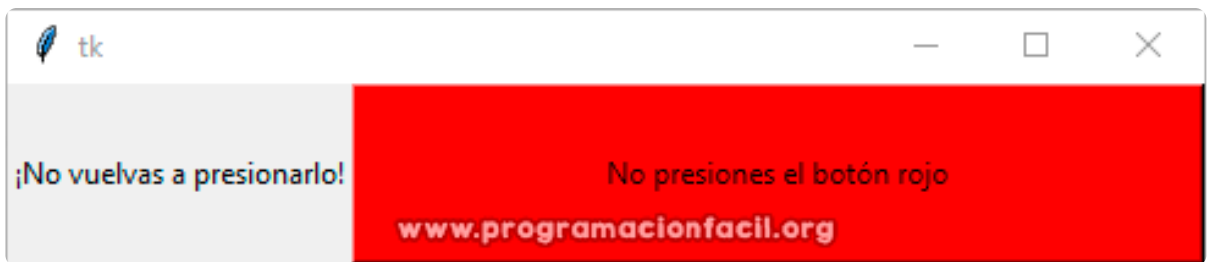 tk
¡No vuelvas a presionarlo!
No presiones el botón rojo
www.programacionfacil.org